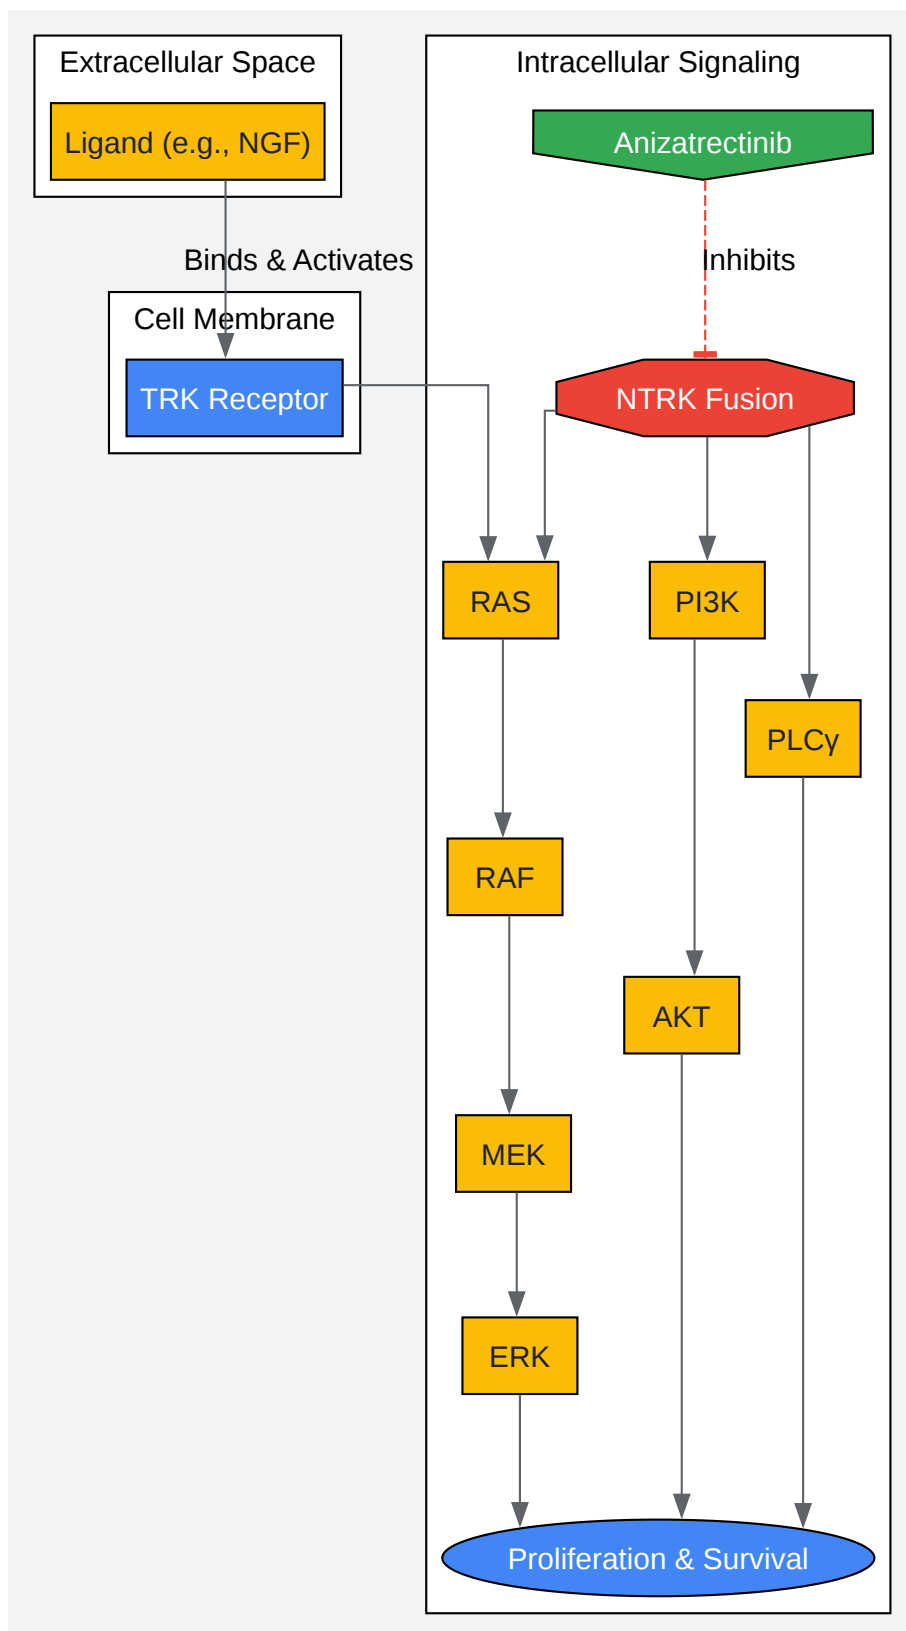 Extracellular Space
Ligand (e.g., NGF)
Binds & Activates
Cell Membrane
TRK Receptor
Intracellular Signaling
Anizatrectinib
Inhibits
NTRK Fusion
RAS
PI3K
PLCγ
RAF
AKT
MEK
ERK
Proliferation & Survival